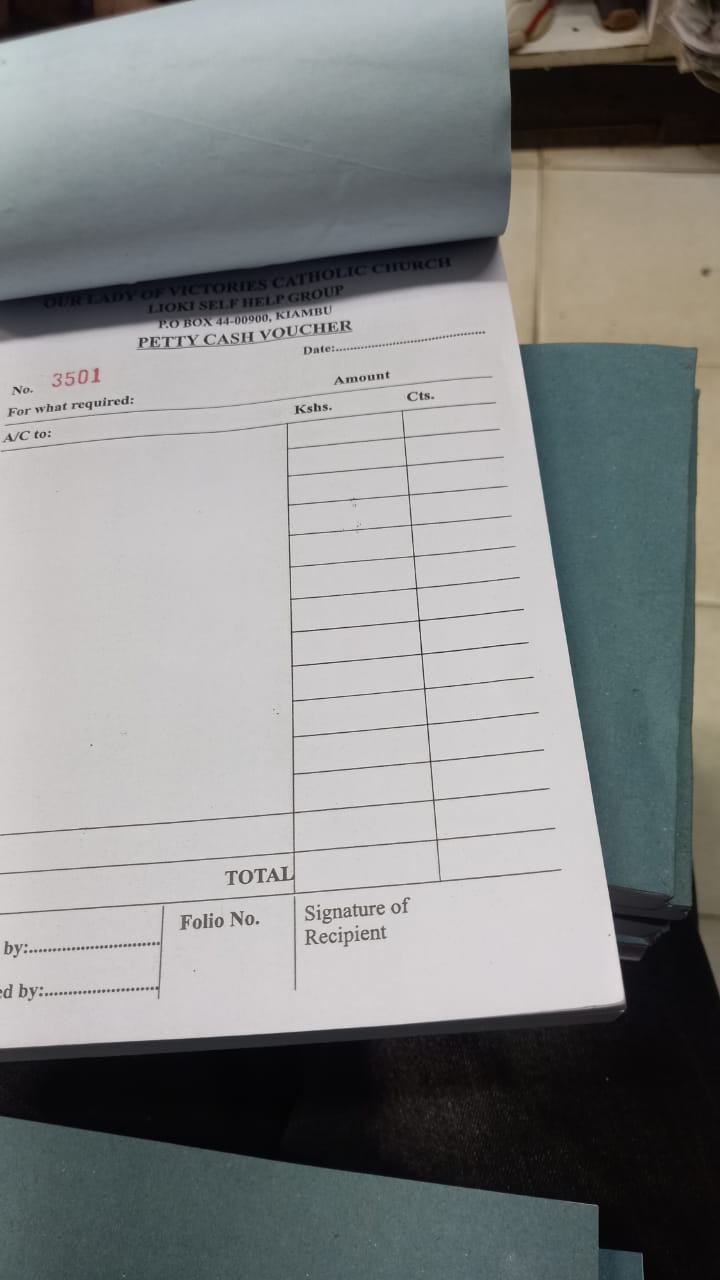 OUR LADY OF VICTORIES CATHOLIC CHURCH
LIOKI SELF HELP GROUP
P.O BOX 44-00900, KIAMBU
PETTY CASH VOUCHER
Date:
No. 3501
Amount
For what required:
Kshs. Cts.
A/C to:
TOTAL
Folio No. Signature of
Recipient
by:
ed by: